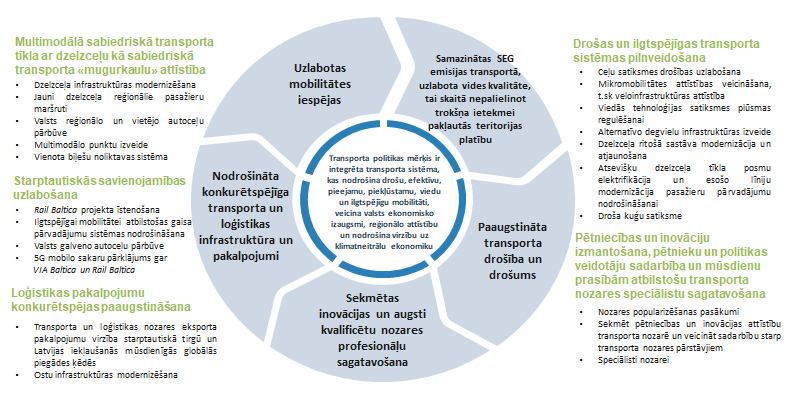 Multimodālā sabiedriskā transporta
tīkla ar dzelzceļu kā sabiedriskā
transporta «mugurkaulu» attīstība
• Dzelzceļa infrastruktūras modernizēšana
• Jauni dzelzceļa reģionālie pasažieru
maršruti
• Valsts reģionālo un vietējo autoceļu
pārbūve
• Multimodālo punktu izveide
• Vienota biļešu noliktavas sistēma
Starptautiskās savienojamības
uzlabošana
• Rail Baltica projekta īstenošana
• Ilgtspējīgai mobilitātei atbilstošas gaisa
pārvadājumu sistēmas nodrošināšana
• Valsts galveno autoceļu pārbūve
• 5G mobilo sakaru pārklājums gar
VIA Baltica un Rail Baltica
Loģistikas pakalpojumu
konkurētspējas paaugstināšana
• Transporta un loģistikas nozares eksporta
pakalpojumu virzība starptautiskā tirgū un
Latvijas iekļaušanās mūsdienīgās globālās
piegādes ķēdēs
• Ostu infrastruktūras modernizēšana
Uzlabotas
mobilitātes
iespējas
Samazinātas SEG
emisijas transportā,
uzlabota vides kvalitāte,
tai skaitā nepalielinot
trokšņa ietekmei
pakļautās teritorijas
platību
Nodrošināta
konkurētspējīga
transporta un
loģistikas
infrastruktūra un
pakalpojumi
Transporta politikas mērķis ir
integrēta transporta sistēma,
kas nodrošina drošu, efektīvu,
pieejamu, piekļūstamu, viedu
un ilgtspējīgu mobilitāti,
veicina valsts ekonomisko
izaugsmi, reģionālo attīstību
un nodrošina virzību uz
klimatneitrālu ekonomiku
Paaugstināta
transporta
drošība un
drošums
Sekmētas
inovācijas un augsti
kvalificētu nozares
profesionāļu
sagatavošana
Drošas un ilgtspējīgas transporta
sistēmas pilnveidošana
• Ceļu satiksmes drošības uzlabošana
• Mikromobilitātes attīstības veicināšana,
t.sk veloinfrastruktūras attīstība
• Viedās tehnoloģijas satiksmes plūsmas
regulēšanai
• Alternatīvo degvielu infrastruktūras izveide
• Dzelzceļa ritošā sastāva modernizācija un
atjaunošana
• Atsevišķu dzelzceļa tīkla posmu
elektrifikācija un esošo līniju
modernizācija pasažieru pārvadājumu
nodrošināšanai
• Droša kuģu satiksme
Pētniecības un inovāciju
izmantošana, pētnieku un politikas
veidotāju sadarbība un mūsdienu
prasībām atbilstošu transporta
nozares speciālistu sagatavošana
• Nozares popularizēšanas pasākumi
• Sekmēt pētniecības un inovācijas attīstību
transporta nozarē un veicināt sadarbību starp
transporta nozares pārstāvjiem
• Speciālisti nozarei